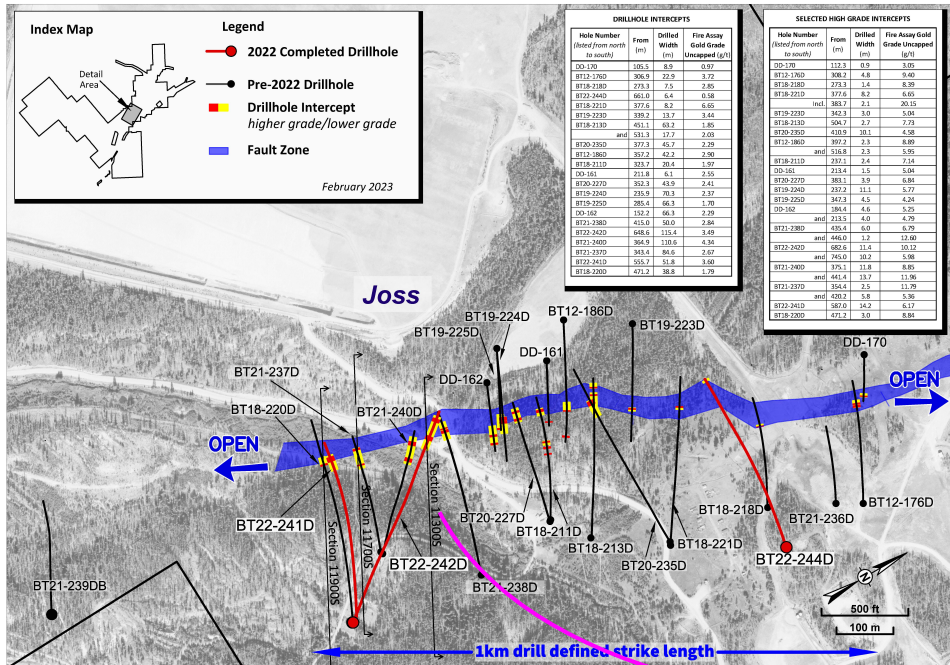 Index Map
Detail
Area
Legend
2022 Completed Drillhole
Pre-2022 Drillhole
Drillhole Intercept
higher grade/lower grade
Fault Zone
February 2023
DRILLHOLE INTERCEPTS
Hole Number (listed from north to south) From (m) Drilled Width (m) Fire Assay Gold Grade Uncapped (g/t)
DD-170 105.5 8.9 0.97
BT12-176D 306.9 22.9 3.72
BT18-218D 273.3 7.5 2.85
BT22-244D 661.0 6.4 0.58
BT18-221D 377.6 8.2 6.65
BT19-223D 339.2 13.7 3.44
BT18-213D 451.1 63.2 1.85
and 531.3 17.7 2.03
BT20-235D 377.3 45.7 2.29
BT12-186D 357.2 42.2 2.90
BT18-211D 323.7 20.4 1.97
DD-161 211.8 6.1 2.55
BT20-227D 352.3 43.9 2.41
BT19-224D 235.9 70.3 2.37
BT19-225D 285.4 66.3 1.70
DD-162 152.2 66.3 2.29
BT21-238D 415.0 50.0 2.84
BT22-242D 648.6 115.4 3.49
BT21-240D 364.9 110.6 4.34
BT21-237D 343.4 84.6 2.67
BT22-241D 555.7 51.8 3.60
BT18-220D 471.2 38.8 1.79
SELECTED HIGH GRADE INTERCEPTS
Hole Number (listed from north to south) From (m) Drilled Width (m) Fire Assay Gold Grade Uncapped (g/t)
DD-170 112.3 0.9 3.05
BT12-176D 308.2 4.8 9.40
BT18-218D 273.3 1.4 8.39
BT18-221D 377.6 8.2 6.65
Incl. 383.7 2.1 20.15
BT19-223D 342.3 3.0 5.04
BT18-213D 504.7 2.7 7.73
BT20-235D 410.9 10.1 4.58
BT12-186D 397.2 2.3 8.89
and 516.8 2.3 5.95
BT18-211D 237.1 2.4 7.14
DD-161 213.4 1.5 5.04
BT20-227D 383.1 3.9 6.84
BT19-224D 237.2 11.1 5.77
BT19-225D 347.3 4.5 4.24
DD-162 184.4 4.6 5.25
and 213.5 4.0 4.79
BT21-238D 435.4 6.0 6.79
and 446.0 1.2 12.60
BT22-242D 682.6 11.4 10.12
and 745.0 10.2 5.98
BT21-240D 375.1 11.8 8.85
and 441.4 13.7 11.96
BT21-237D 354.4 2.5 11.79
and 420.2 5.8 5.36
BT22-241D 587.0 14.2 6.17
BT18-220D 471.2 3.0 8.84
Joss
BT19-224D
BT12-186D
BT19-225D
BT19-223D
DD-161
DD-170
BT21-237D
DD-162
OPEN
BT18-220D
BT21-240D
OPEN
BT22-241D
BT20-227D
BT18-211D
BT18-213D
BT20-235D
BT18-221D
BT18-218D
BT21-236D
BT12-176D
BT22-244D
Section 11900S
Section 11700S
Section 11300S
BT22-242D
BT21-238D
BT21-239DB
N
500 ft
100 m
1km drill defined strike length